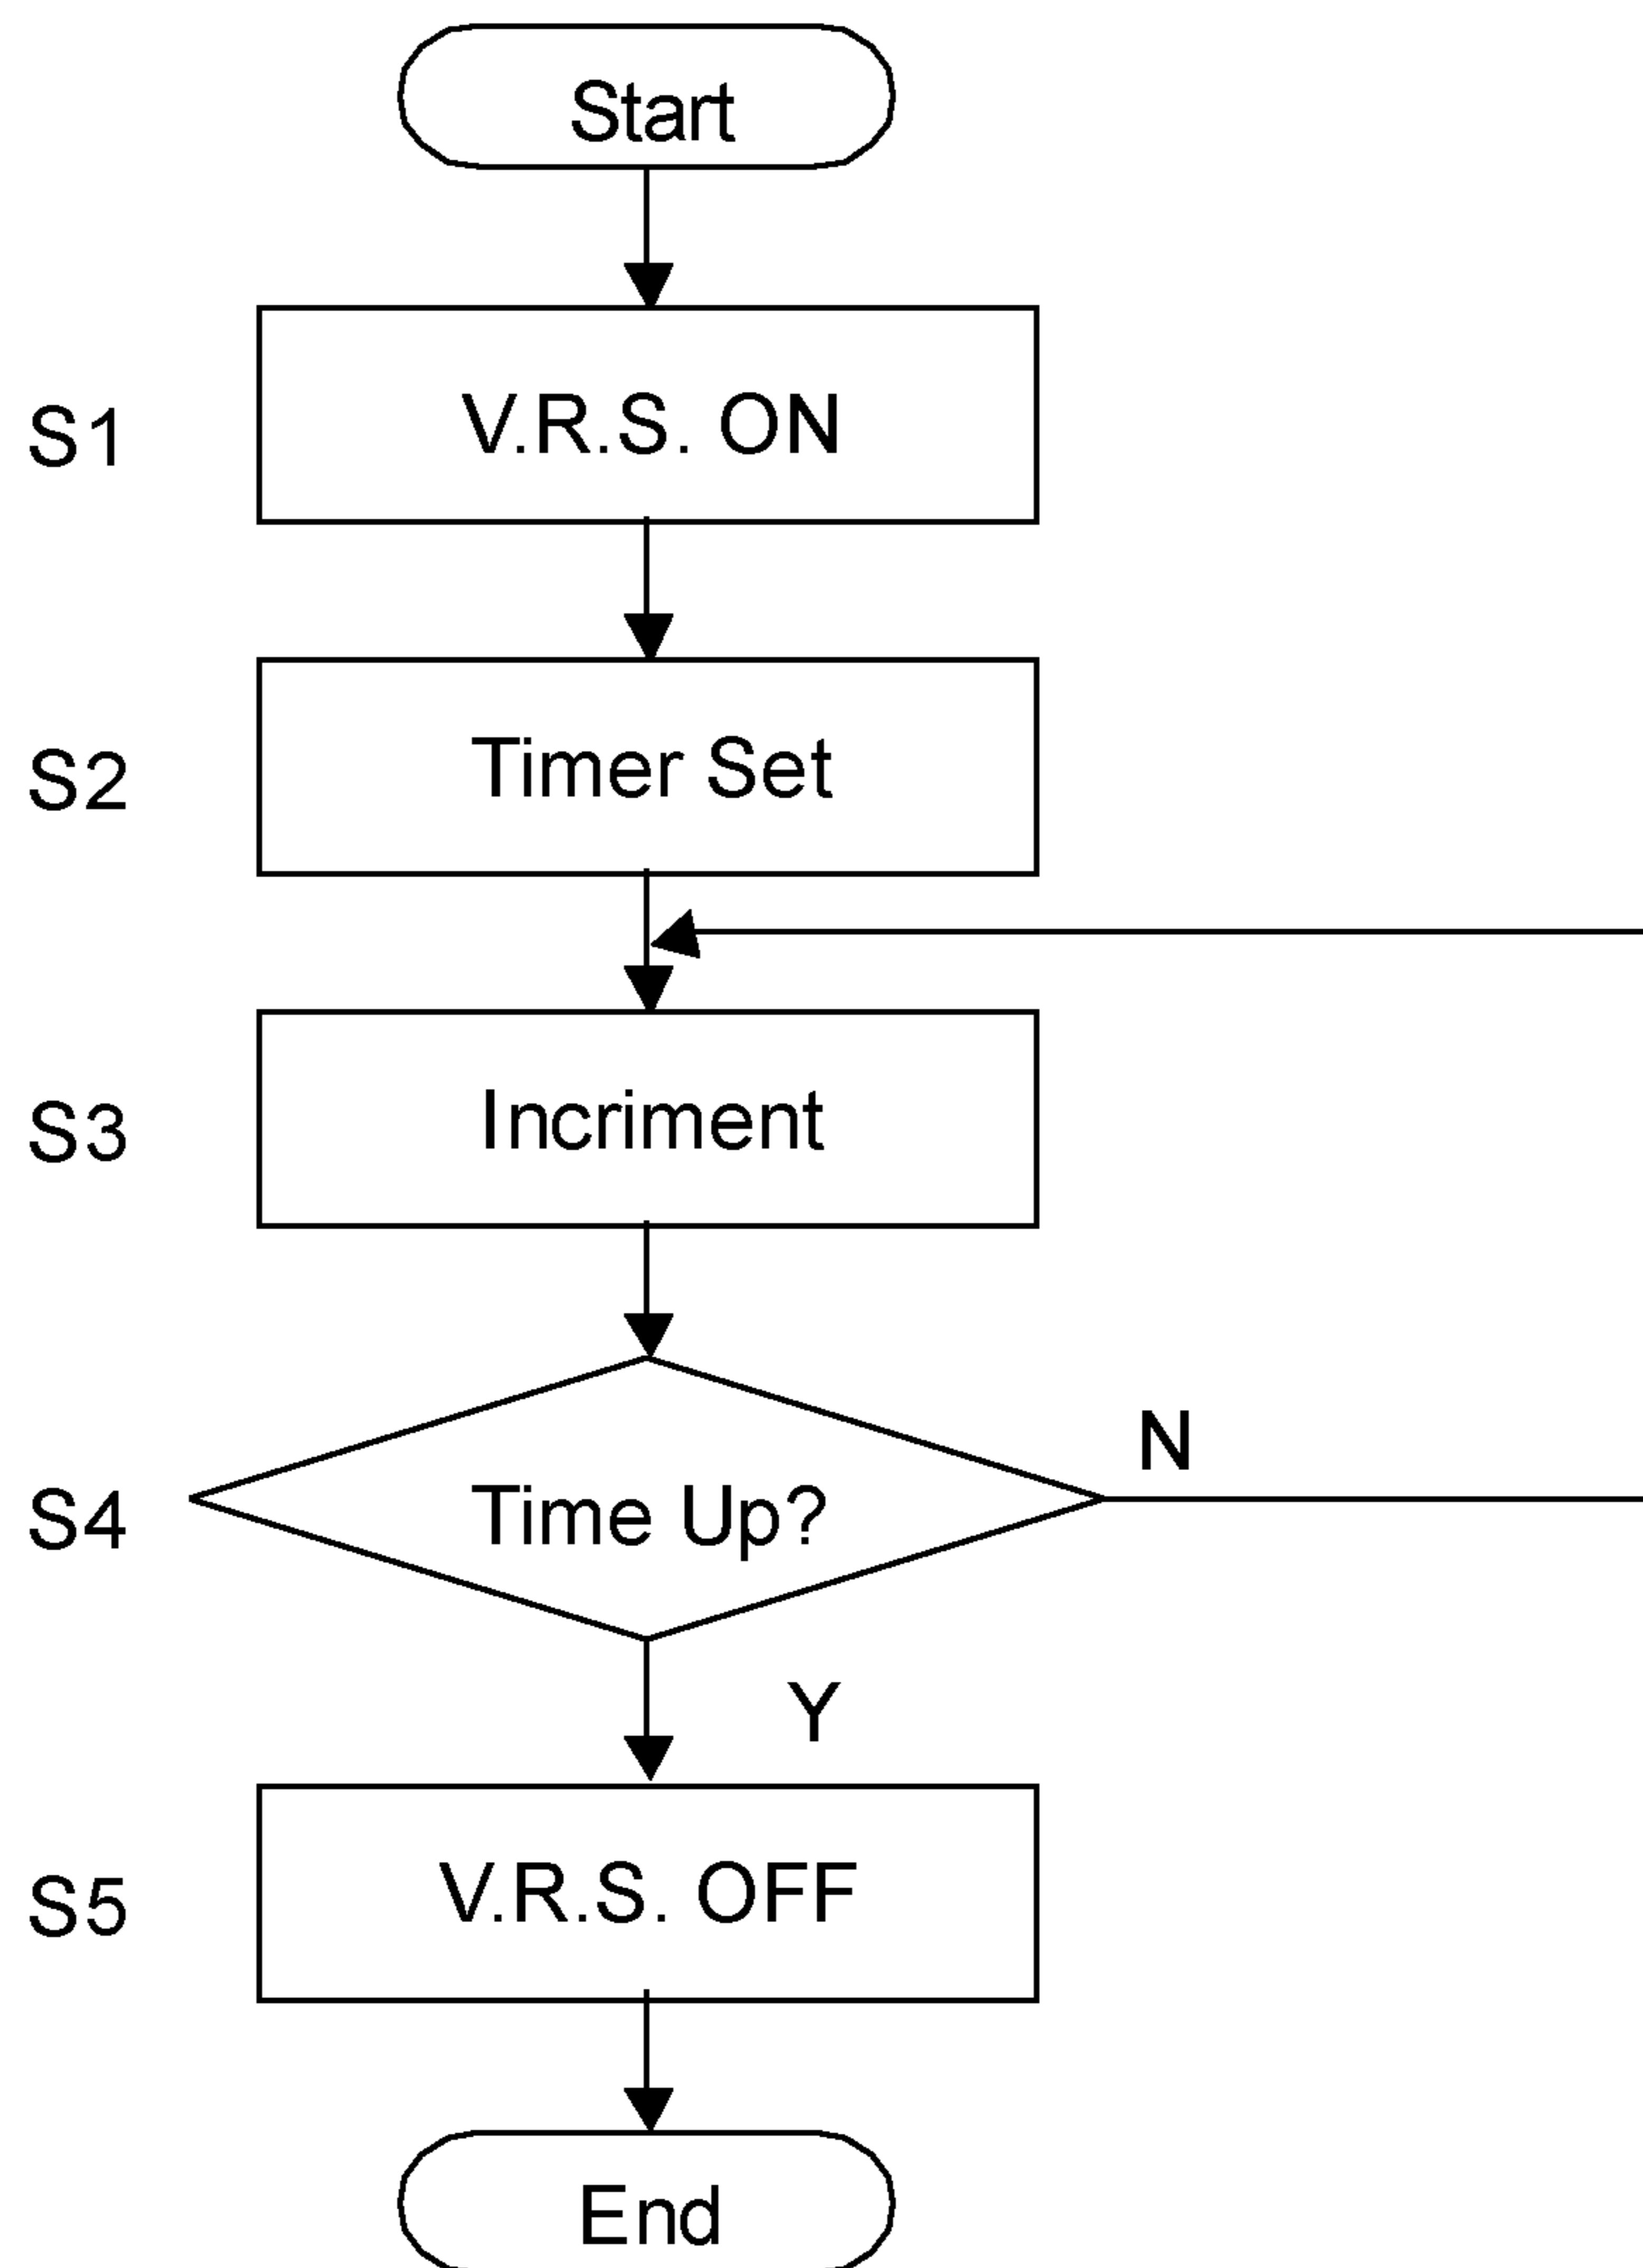 Start
S1
V.R.S. ON
S2
Timer Set
S3
Incriment
S4
Time Up?
N
Y
S5
V.R.S. OFF
End